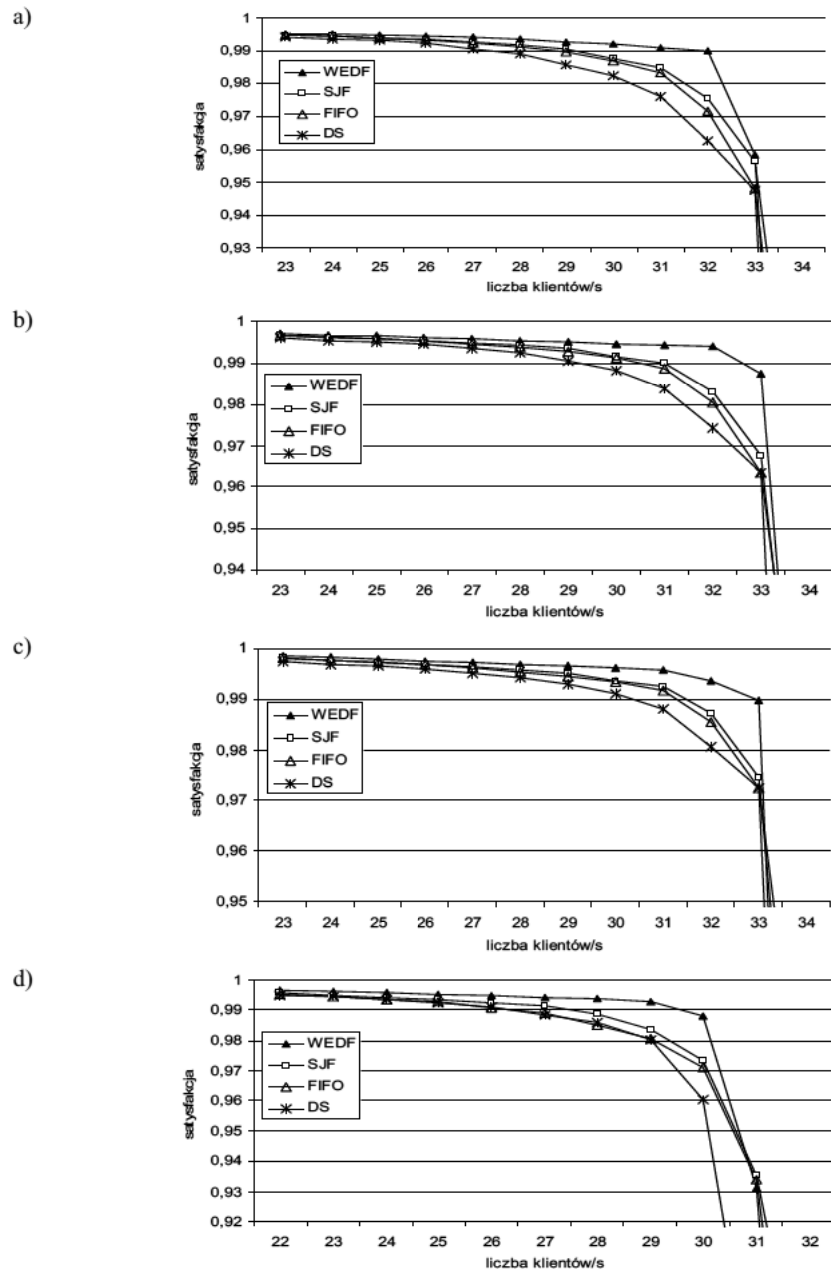 a)
1
0,99
0,98
0,97
0,96
0,95
0,94
0,93
satysfakcja
WEDF
SJF
FIFO
DS
23 24 25 26 27 28 29 30 31 32 33 34
liczba klientów/s
b)
1
0,99
0,98
0,97
0,96
0,95
0,94
satysfakcja
WEDF
SJF
FIFO
DS
23 24 25 26 27 28 29 30 31 32 33 34
liczba klientów/s
c)
1
0,99
0,98
0,97
0,96
0,95
satysfakcja
WEDF
SJF
FIFO
DS
23 24 25 26 27 28 29 30 31 32 33 34
liczba klientów/s
d)
1
0,99
0,98
0,97
0,96
0,95
0,94
0,93
0,92
satysfakcja
WEDF
SJF
FIFO
DS
22 23 24 25 26 27 28 29 30 31 32
liczba klientów/s